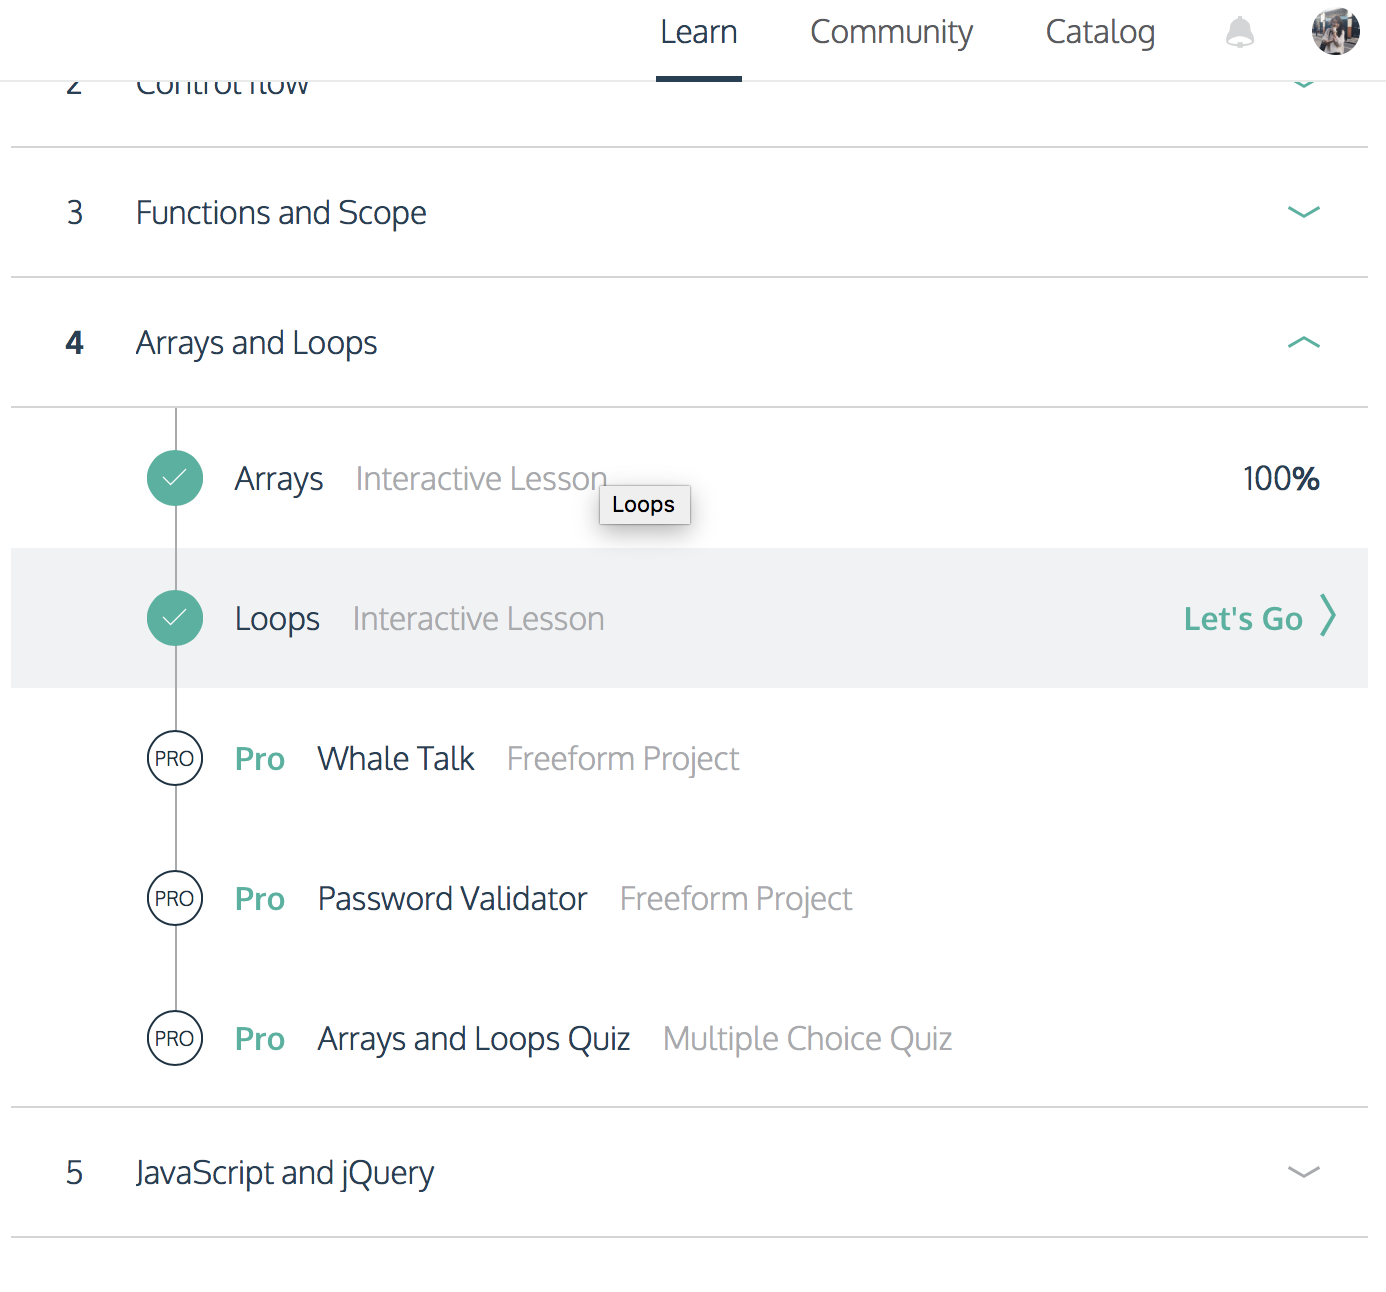 Learn Community Catalog
2 Control flow
3 Functions and Scope
4 Arrays and Loops
Arrays Interactive Lesson 100%
Loops
Loops Interactive Lesson Let's Go
PRO Pro Whale Talk Freeform Project
PRO Pro Password Validator Freeform Project
PRO Pro Arrays and Loops Quiz Multiple Choice Quiz
5 JavaScript and jQuery